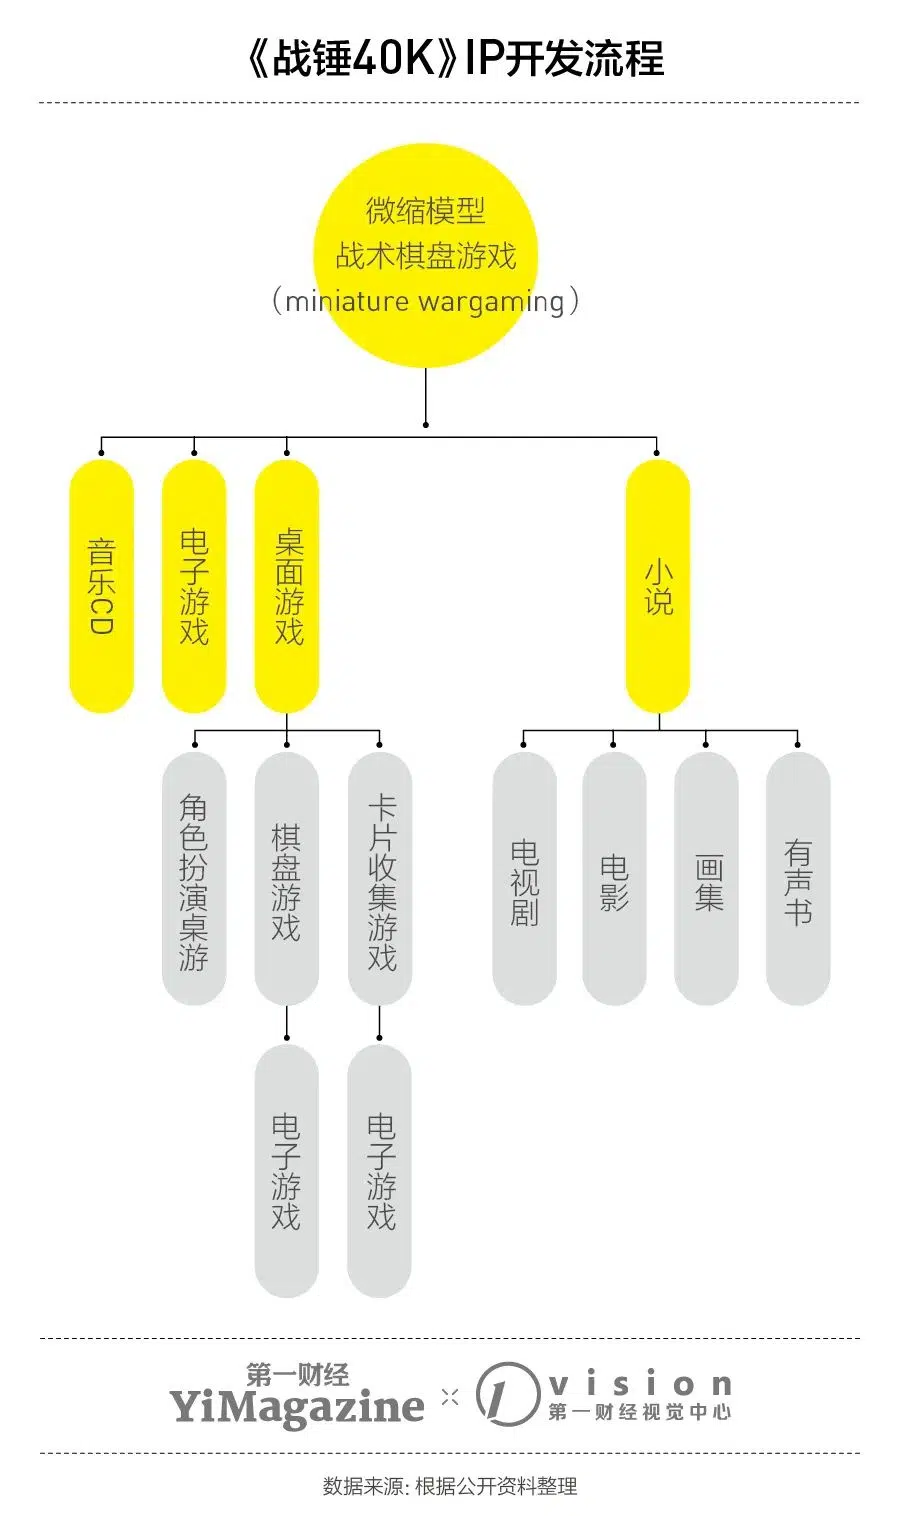 《战锤40K》IP开发流程
微缩模型
战术棋盘游戏
（miniature wargaming）
音乐CD
电子游戏
桌面游戏
小说
角色扮演桌游
棋盘游戏
卡片收集游戏
电视剧
电影
画集
有声书
电子游戏
电子游戏
第一财经
YiMagazine
vision
第一财经视觉中心
数据来源：根据公开资料整理